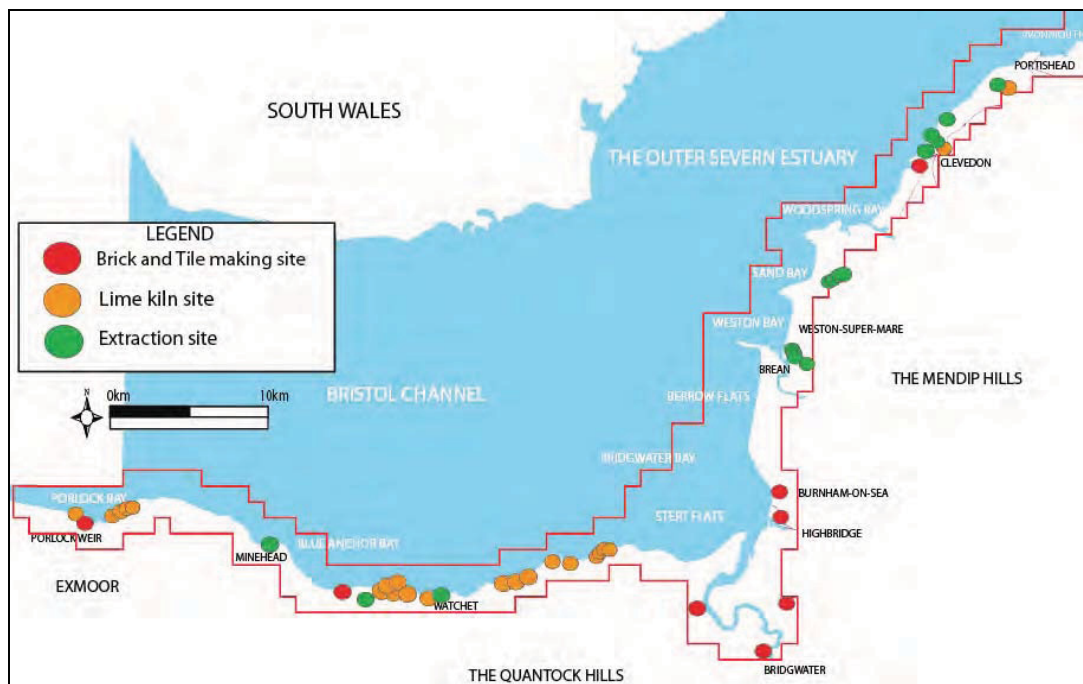 AVONMOUTH
PORTISHEAD
SOUTH WALES
THE OUTER SEVERN ESTUARY
CLEVEDON
WOODSPRING BAY
LEGEND
Brick and Tile making site
Lime kiln site
Extraction site
SAND BAY
WESTON BAY
WESTON-SUPER-MARE
BREAN
THE MENDIP HILLS
N
0km 10km
BRISTOL CHANNEL
BERROW FLATS
BRIDGWATER BAY
PORLOCK BAY
BURNHAM-ON-SEA
STERT FLATS
HIGHBRIDGE
PORLOCK WEIR
BLUE ANCHOR BAY
MINEHEAD
EXMOOR
WATCHET
BRIDGWATER
THE QUANTOCK HILLS